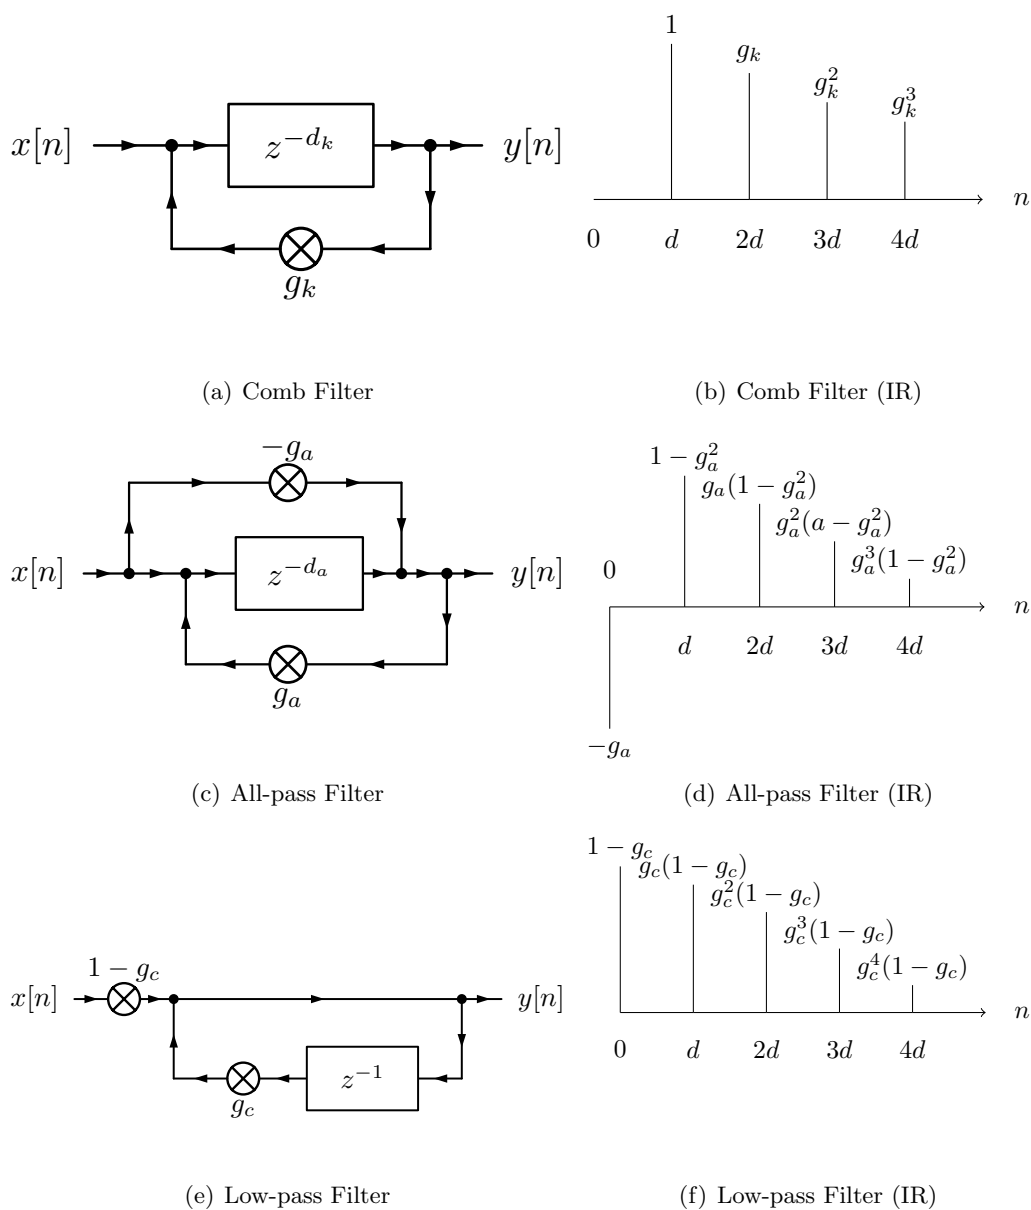 1
g_k
g_k^2
g_k^3
x[n] z^{-d_k} y[n]
n
0 d 2d 3d 4d
g_k
(a) Comb Filter
(b) Comb Filter (IR)
-g_a
1 - g_a^2
g_a(1 - g_a^2)
g_a^2(a - g_a^2)
g_a^3(1 - g_a^2)
x[n] z^{-d_a} y[n]
0
n
d 2d 3d 4d
g_a
-g_a
(c) All-pass Filter
(d) All-pass Filter (IR)
1 - g_c
g_c(1 - g_c)
g_c^2(1 - g_c)
g_c^3(1 - g_c)
g_c^4(1 - g_c)
1 - g_c
x[n] y[n]
n
0 d 2d 3d 4d
z^{-1}
g_c
(e) Low-pass Filter
(f) Low-pass Filter (IR)